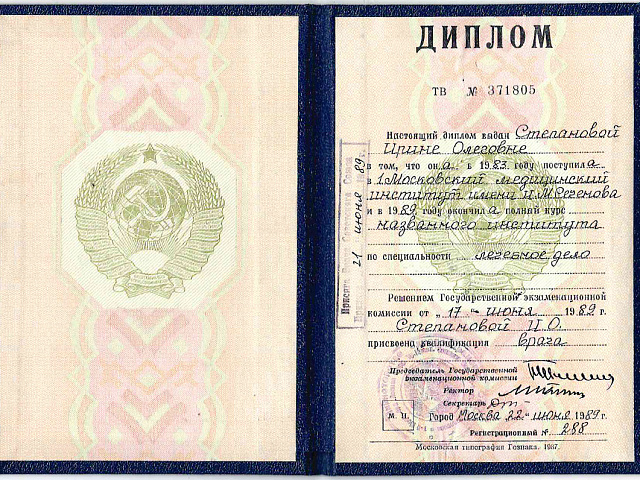 ДИПЛОМ
ТВ № 371805
Настоящий диплом выдан Степановой
Ирине Олеговне
в том, что он а в 1983 году поступил а
в 1 Московский медицинский
институт имени И.М. Сеченова
и в 1989 году окончил а полный курс
названного института
по специальности лечебное дело
Решением Государственной экзаменационной
комиссии от „17“ июня 1989 г.
Степановой И.О.
присвоена квалификация врача
Председатель Государственной
экзаменационной комиссии
Ректор
Секретарь
М. П.
Город Москва 22 „ июня 1989 г.
Регистрационный № 288
Московская типография Гознака. 1987.
21 июня 89